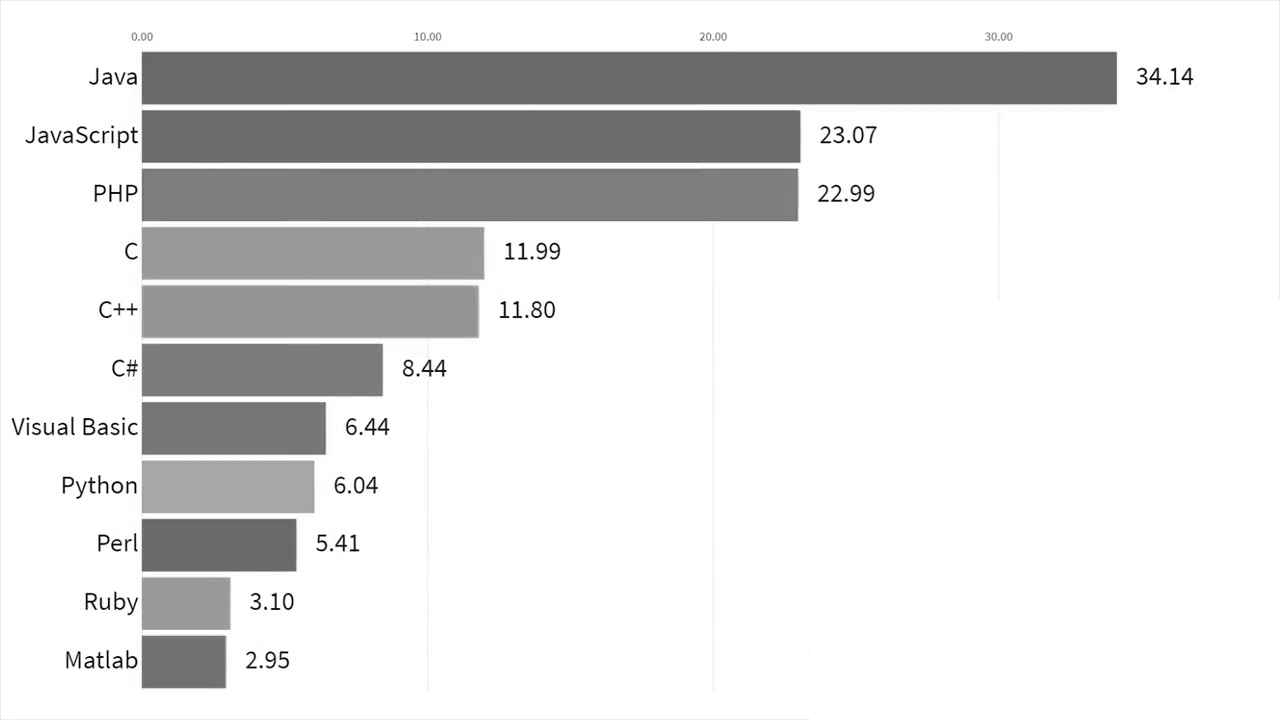 0.00 10.00 20.00 30.00
Java 34.14
JavaScript 23.07
PHP 22.99
C 11.99
C++ 11.80
C# 8.44
Visual Basic 6.44
Python 6.04
Perl 5.41
Ruby 3.10
Matlab 2.95